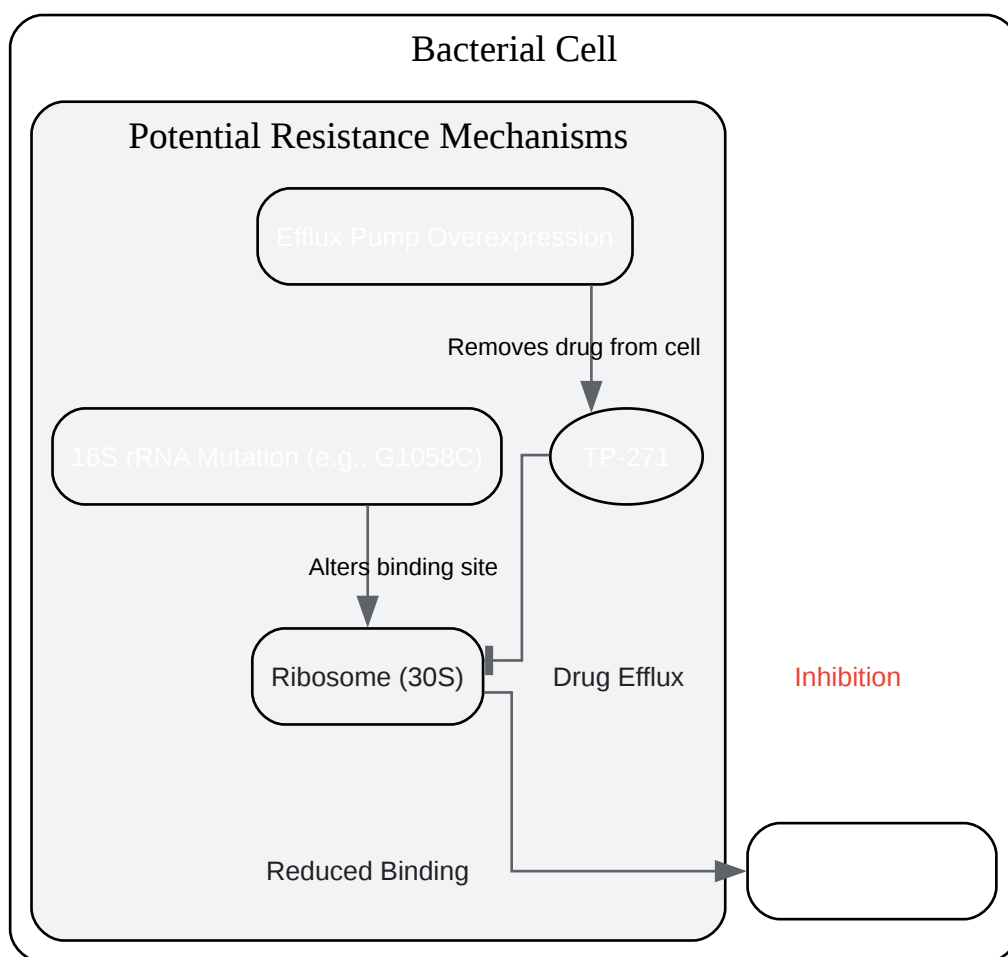 Bacterial Cell
Potential Resistance Mechanisms
Efflux Pump Overexpression
Removes drug from cell
16S rRNA Mutation (e.g., G1058C)
TP-271
Alters binding site
Ribosome (30S)
Drug Efflux
Inhibition
Reduced Binding